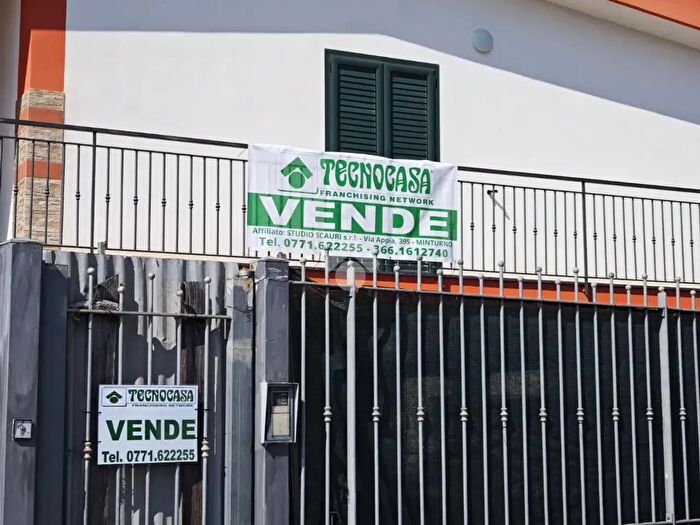 TECNOCASA
FRANCHISING NETWORK
VENDE
Affiliato: STUDIO SCAURI s.r.l. - Via Appia, 395 - MINTURNO
Tel. 0771.622255 - 366.1612740
TECNOCASA
FRANCHISING NETWORK
VENDE
Tel. 0771.622255